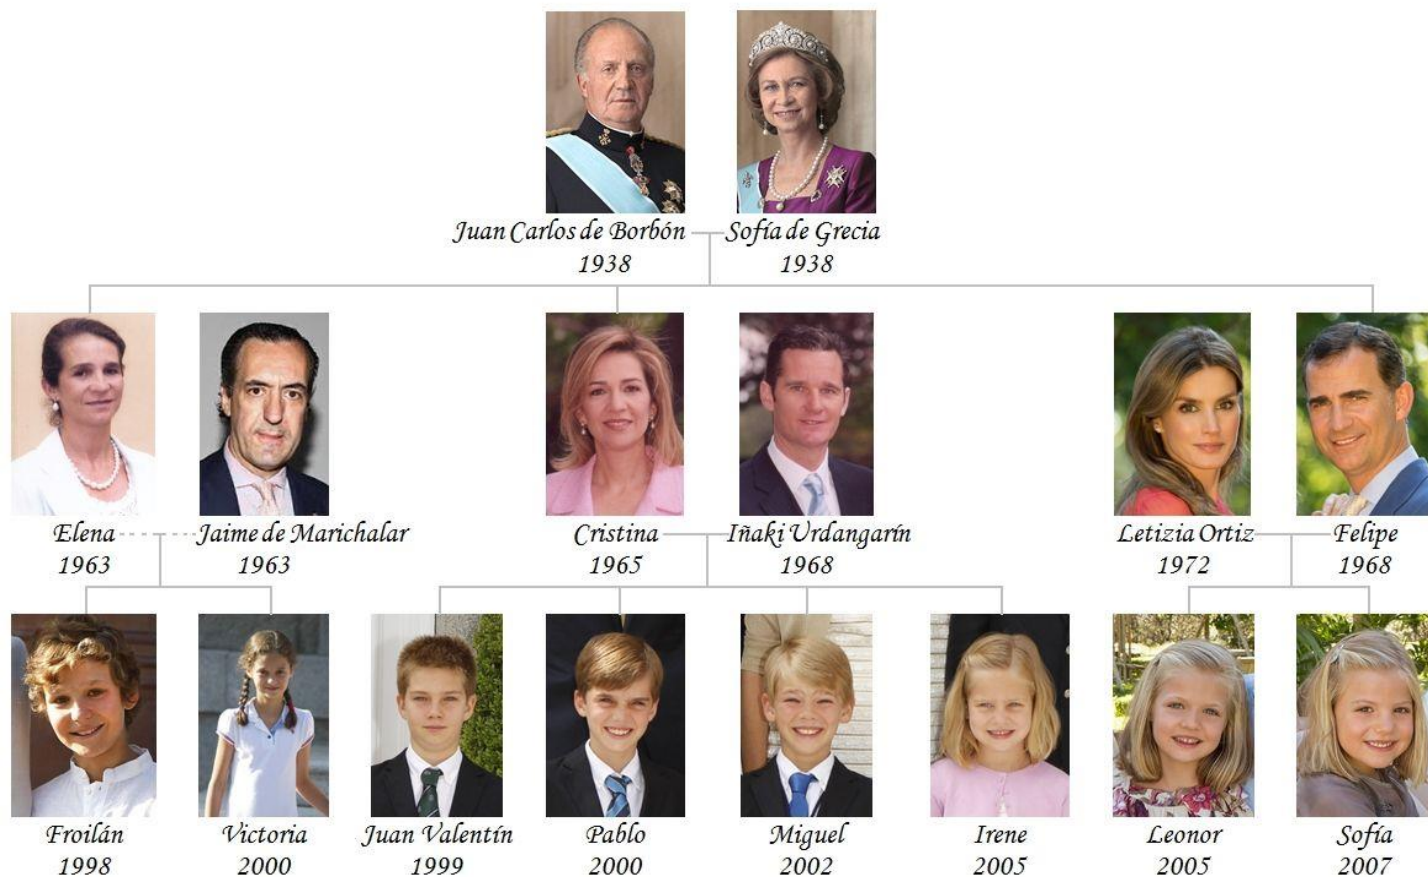 Juan Carlos de Borbón
Sofía de Grecia
1938
1938
Elena
Jaime de Marichalar
Cristina
Iñaki Urdangarín
Letizia Ortiz
Felipe
1963
1963
1965
1968
1972
1968
Froilán
Victoria
Juan Valentín
Pablo
Miguel
Irene
Leonor
Sofía
1998
2000
1999
2000
2002
2005
2005
2007